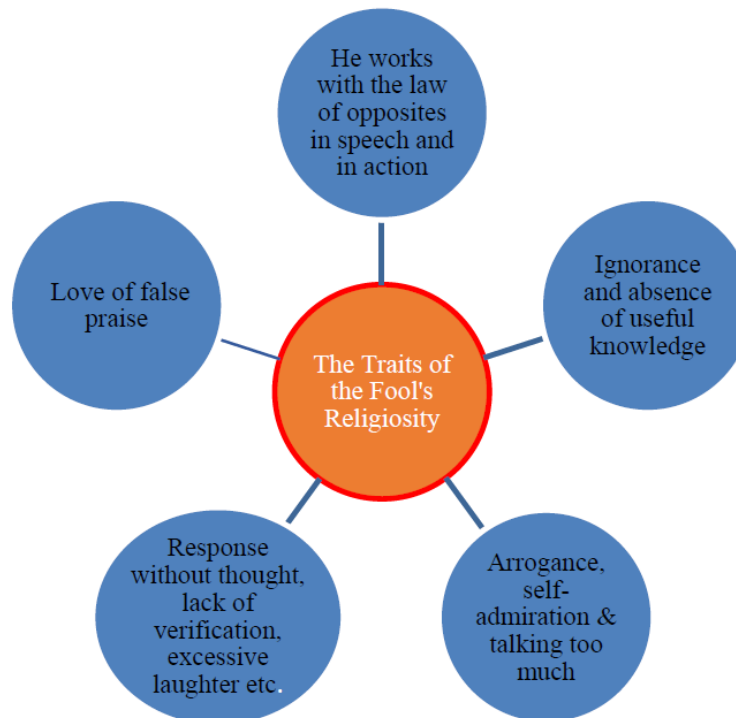 He works
with the law
of opposites
in speech and
in action
Ignorance
and absence
of useful
knowledge
Arrogance,
self-
admiration &
talking too
much
Response
without thought,
lack of
verification,
excessive
laughter etc.
Love of false
praise
The Traits of
the Fool's
Religiosity